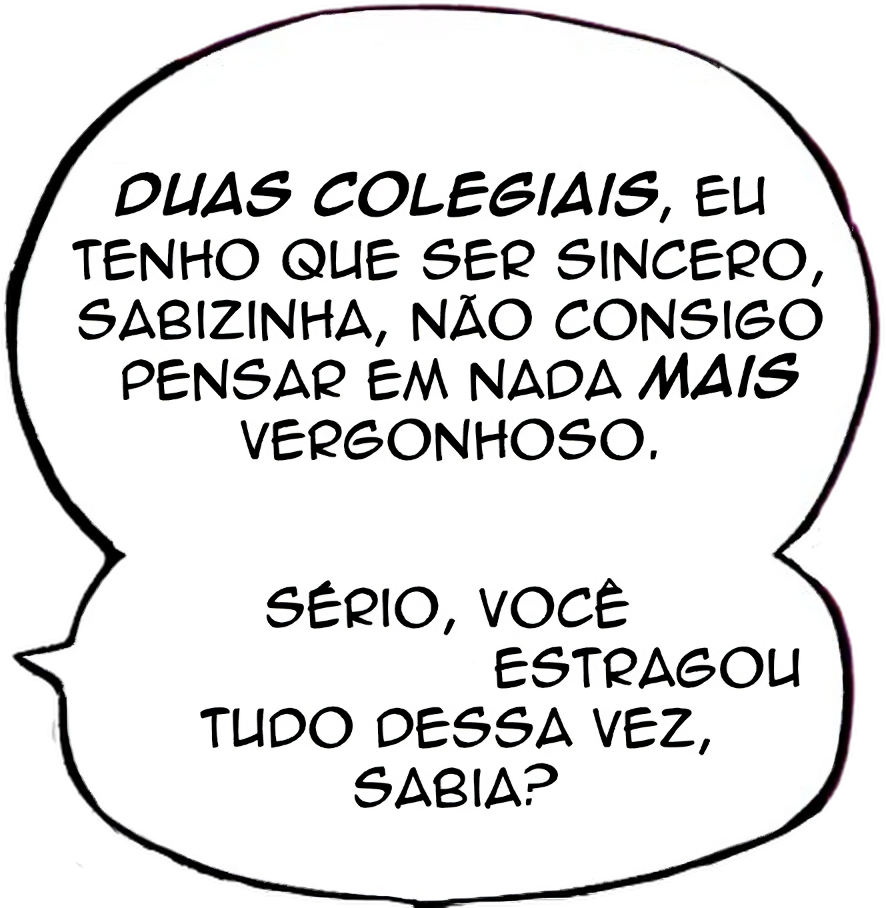 DUAS COLEGIAIS, EU
TENHO QUE SER SINCERO,
SABIZINHA, NÃO CONSIGO
PENSAR EM NADA MAIS
VERGONHOSO.
SÉRIO, VOCÊ
ESTRAGOU
TUDO DESSA VEZ,
SABIA?